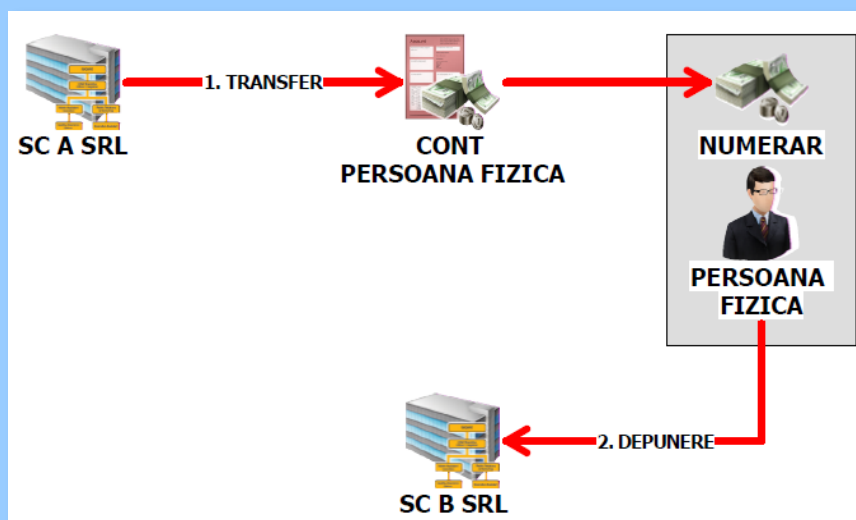 1. TRANSFER
SC A SRL
CONT
PERSOANA FIZICA
NUMERAR
PERSOANA
FIZICA
2. DEPUNERE
SC B SRL